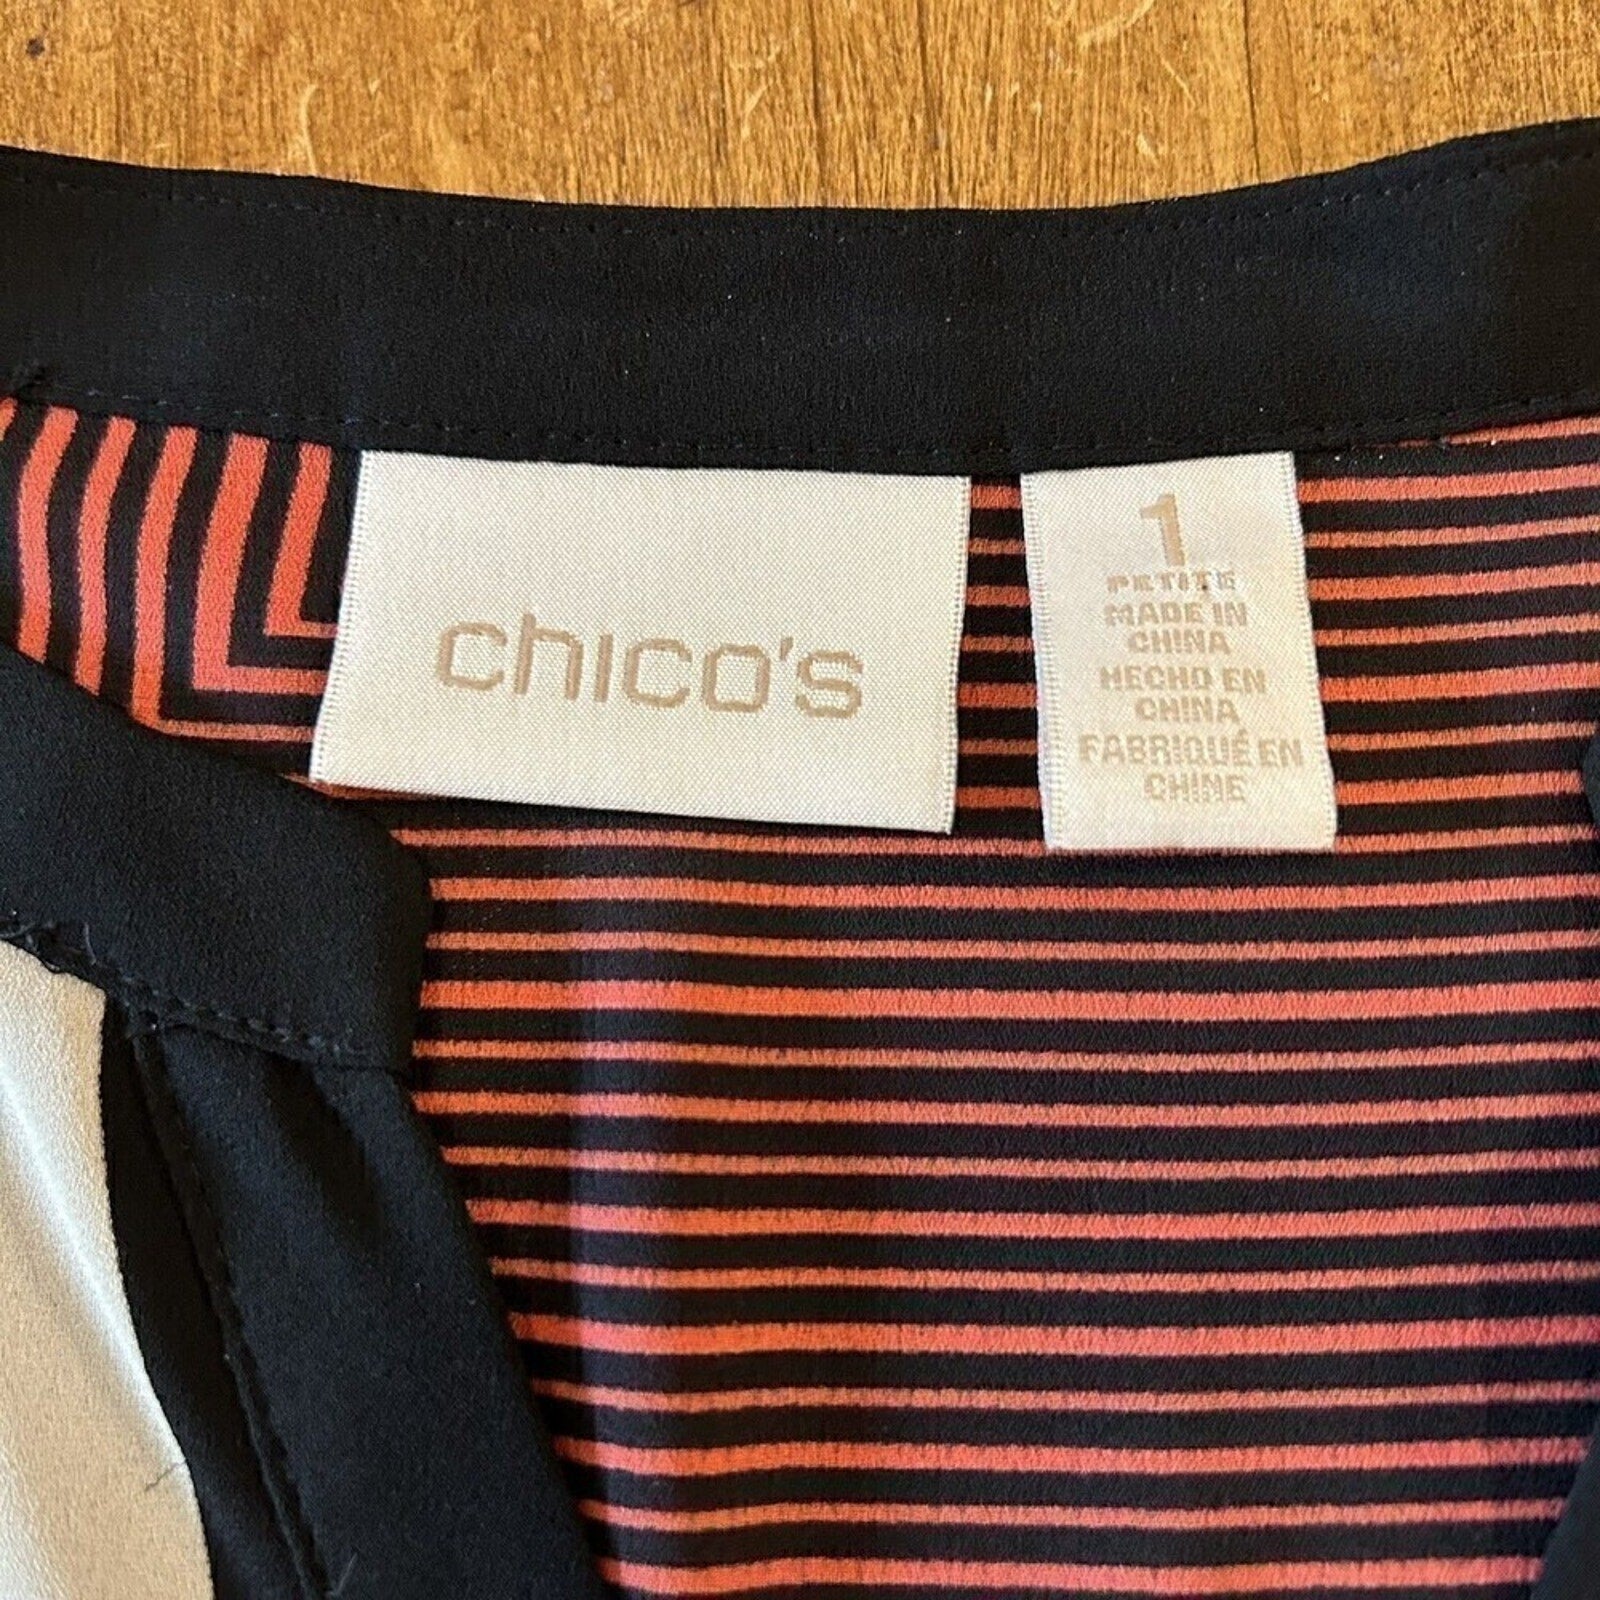 chico's
1
PETITE
MADE IN
CHINA
HECHO EN
CHINA
FABRIQUÉ EN
CHINE